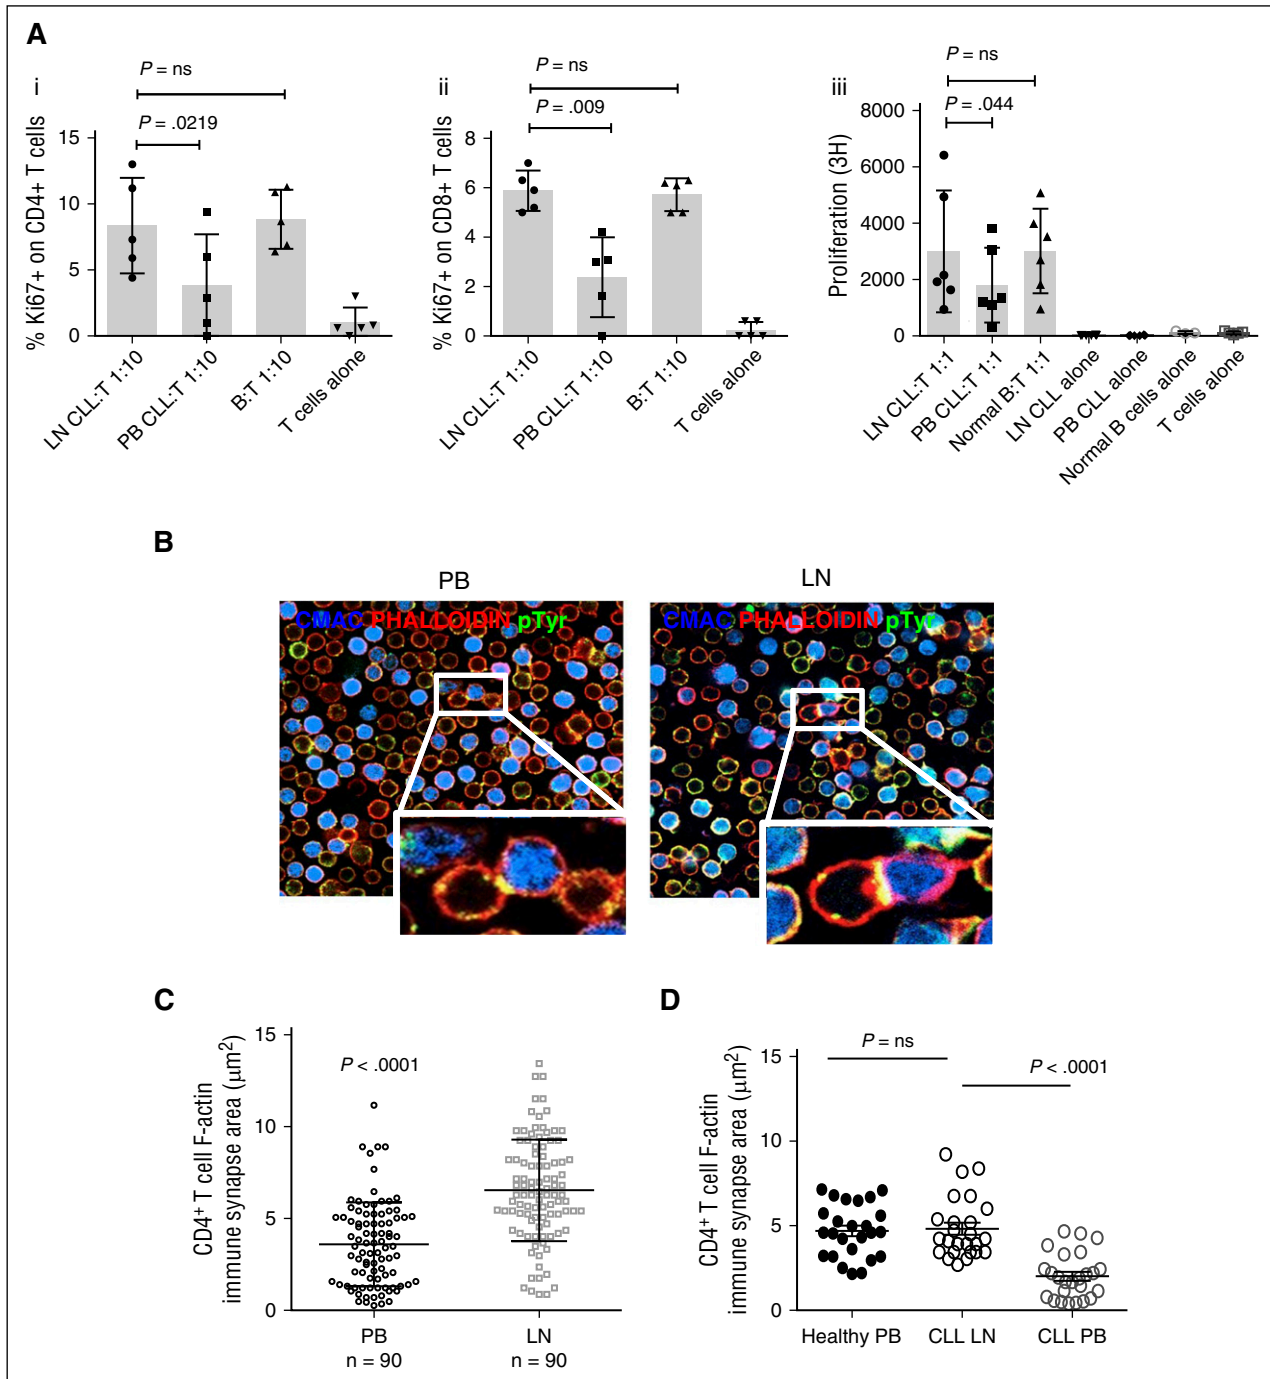 A
i
P = ns
P = .0219
% Ki67+ on CD4+ T cells
15
10
5
0
LN CLL:T 1:10
PB CLL:T 1:10
B:T 1:10
T cells alone
ii
P = ns
P = .009
% Ki67+ on CD8+ T cells
8
6
4
2
0
LN CLL:T 1:10
PB CLL:T 1:10
B:T 1:10
T cells alone
iii
P = ns
P = .044
Proliferation (3H)
8000
6000
4000
2000
0
LN CLL:T 1:1
PB CLL:T 1:1
Normal B:T 1:1
LN CLL alone
PB CLL alone
Normal B cells alone
T cells alone
B
PB
CMAC PHALLOIDIN pTyr
LN
CMAC PHALLOIDIN pTyr
C
CD4+ T cell F-actin
immune synapse area (μm²)
15
10
5
0
P < .0001
PB
n = 90
LN
n = 90
D
CD4+ T cell F-actin
immune synapse area (μm²)
15
10
5
0
P = ns
P < .0001
Healthy PB
CLL LN
CLL PB